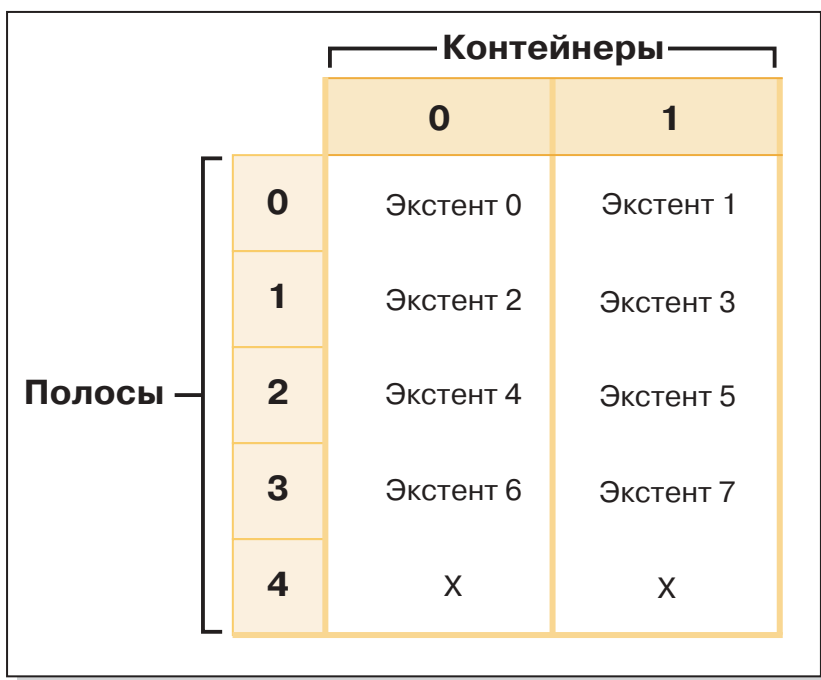 Контейнеры
0 1
0 Экстент 0 Экстент 1
1 Экстент 2 Экстент 3
Полосы 2 Экстент 4 Экстент 5
3 Экстент 6 Экстент 7
4 X X